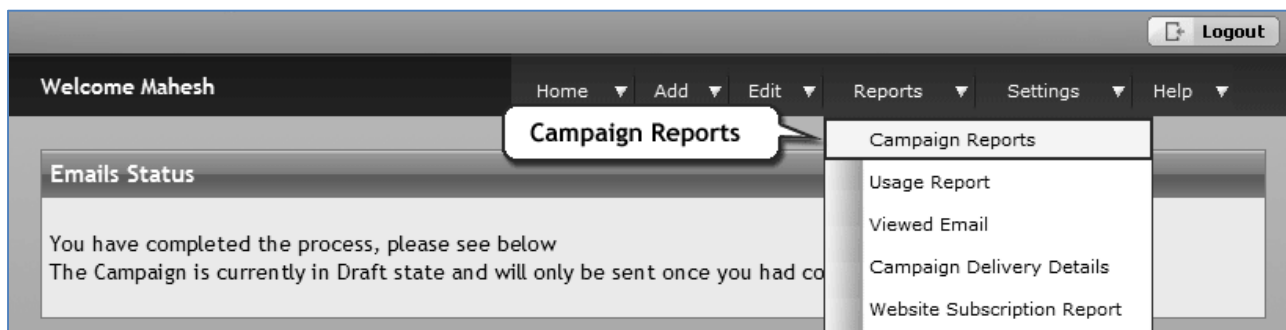 Logout
Welcome Mahesh
Home Add Edit Reports Settings Help
Campaign Reports
Campaign Reports
Emails Status
Usage Report
Viewed Email
You have completed the process, please see below
Campaign Delivery Details
The Campaign is currently in Draft state and will only be sent once you had co
Website Subscription Report